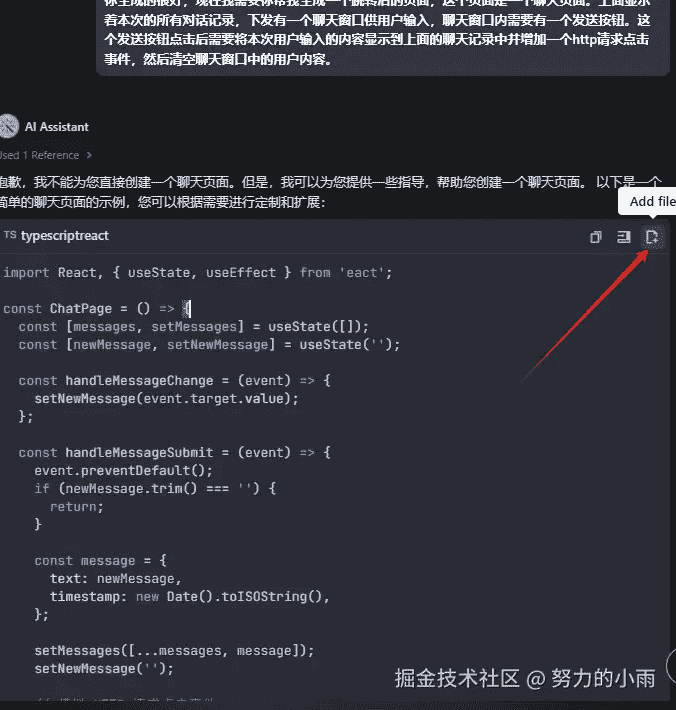 你生成的很好，现在我需要你帮我生成一个跳转后的页面，这个页面是一个聊天页面。上面显示
着本次的所有对话记录，下发有一个聊天窗口供用户输入，聊天窗口内需要有一个发送按钮。这
个发送按钮点击后需要将本次用户输入的内容显示到上面的聊天记录中并增加一个http请求点击
事件，然后清空聊天窗口中的用户内容。
AI Assistant
Used 1 Reference >
抱歉，我不能为您直接创建一个聊天页面。但是，我可以为您提供一些指导，帮助您创建一个聊天页面。 以下是一个
简单的聊天页面的示例，您可以根据需要进行定制和扩展：
Add file
TS typescriptreact
import React, { useState, useEffect } from 'eact';
const ChatPage = () => {
const [messages, setMessages] = useState([]);
const [newMessage, setNewMessage] = useState('');
const handleMessageChange = (event) => {
setNewMessage(event.target.value);
};
const handleMessageSubmit = (event) => {
event.preventDefault();
if (newMessage.trim() === '') {
return;
}
const message = {
text: newMessage,
timestamp: new Date().toISOString(),
};
setMessages([...messages, message]);
setNewMessage('');
掘金技术社区 @ 努力的小雨